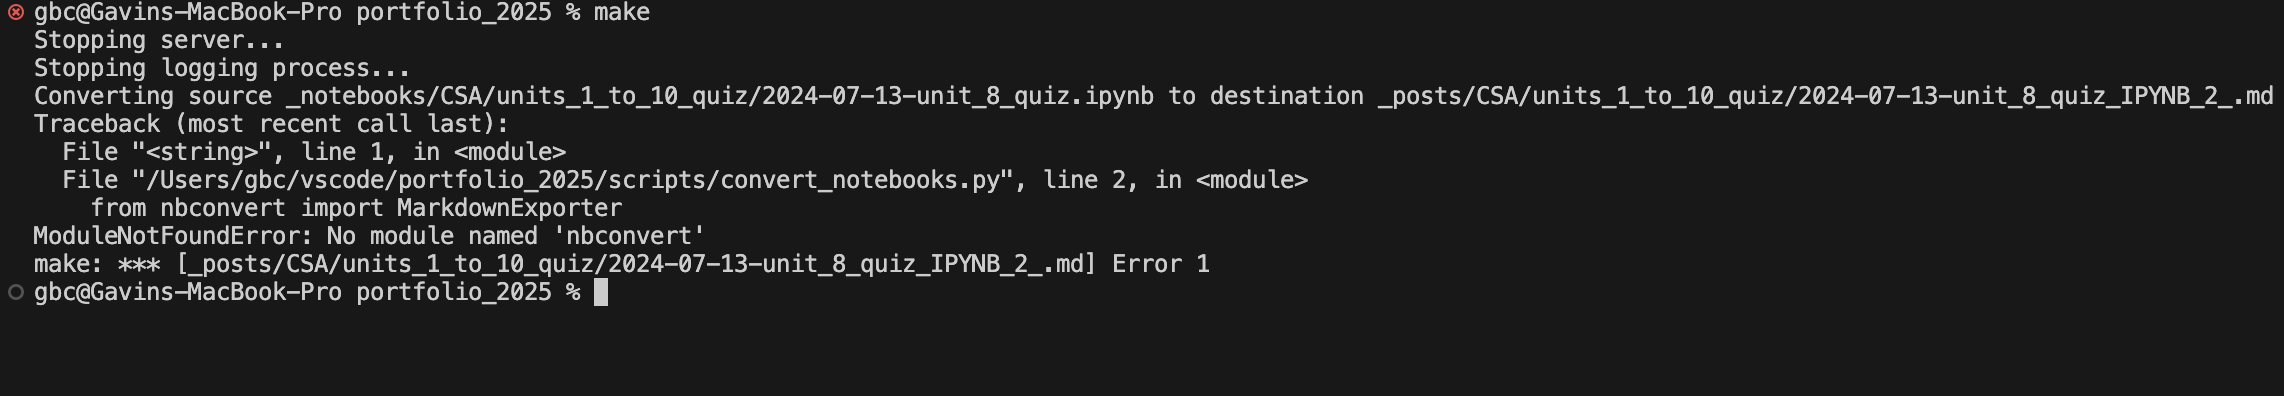 gbc@Gavins-MacBook-Pro portfolio_2025 % make
Stopping server...
Stopping logging process...
Converting source _notebooks/CSA/units_1_to_10_quiz/2024-07-13-unit_8_quiz.ipynb to destination _posts/CSA/units_1_to_10_quiz/2024-07-13-unit_8_quiz_IPYNB_2_.md
Traceback (most recent call last):
  File "<string>", line 1, in <module>
  File "/Users/gbc/vscode/portfolio_2025/scripts/convert_notebooks.py", line 2, in <module>
    from nbconvert import MarkdownExporter
ModuleNotFoundError: No module named 'nbconvert'
make: *** [_posts/CSA/units_1_to_10_quiz/2024-07-13-unit_8_quiz_IPYNB_2_.md] Error 1
gbc@Gavins-MacBook-Pro portfolio_2025 %